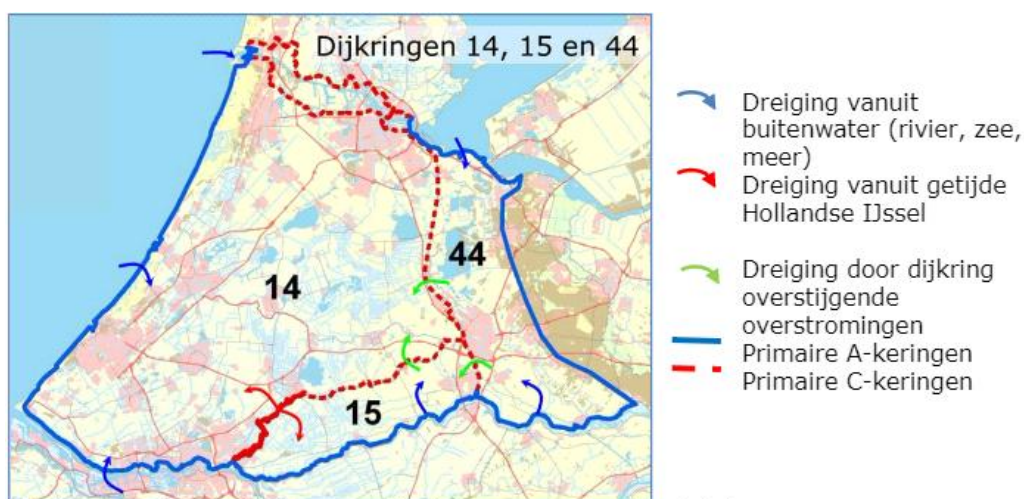 Dijkringen 14, 15 en 44
44
14
15
Dreiging vanuit
buitenwater (rivier, zee,
meer)
Dreiging vanuit getijde
Hollandse IJssel
Dreiging door dijkring
overstijgende
overstromingen
Primaire A-keringen
Primaire C-keringen